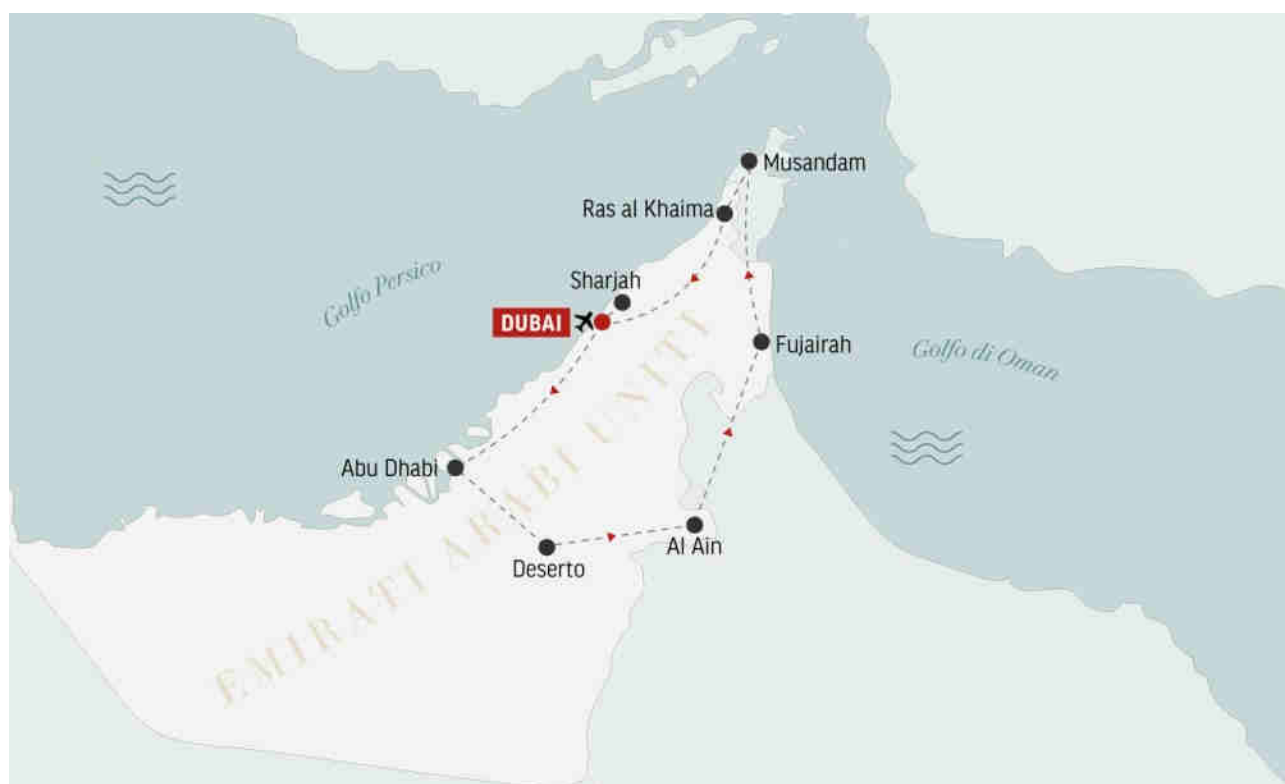 Musandam
Ras al Khaima
Golfo Persico
Sharjah
DUBAI
Fujairah
Golfo di Oman
EMIRATI ARABI UNITI
Abu Dhabi
Al Ain
Deserto